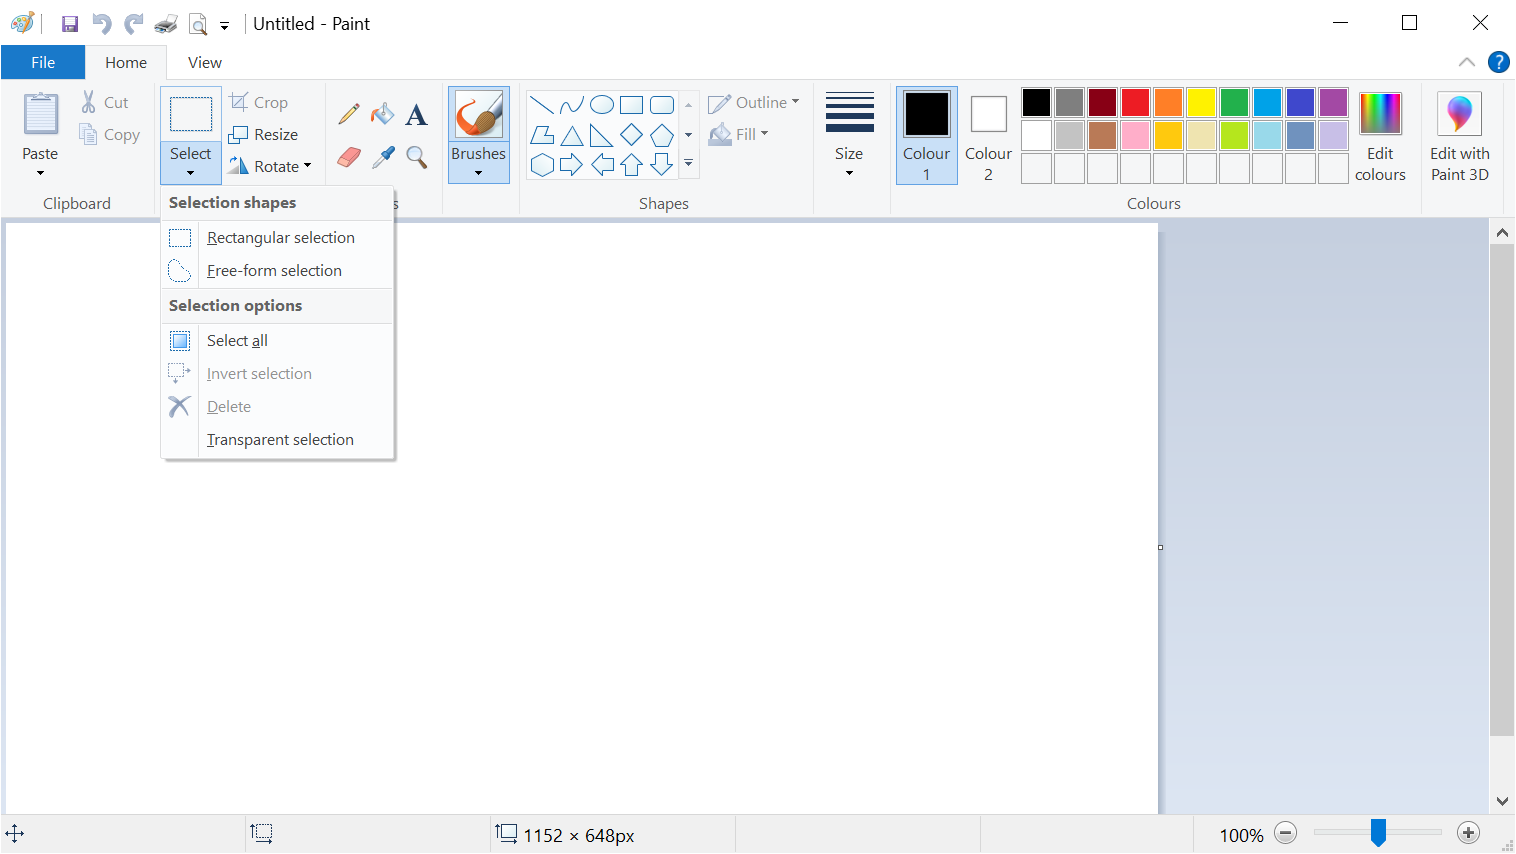 Untitled - Paint
File
Home
View
Paste
Cut
Copy
Clipboard
Select
Crop
Resize
Rotate
A
s
Brushes
Outline
Fill
Shapes
Size
Colour
1
Colour
2
Edit
colours
Colours
Edit with
Paint 3D
?
Selection shapes
Rectangular selection
Free-form selection
Selection options
Select all
Invert selection
Delete
Transparent selection
1152 × 648px
100%